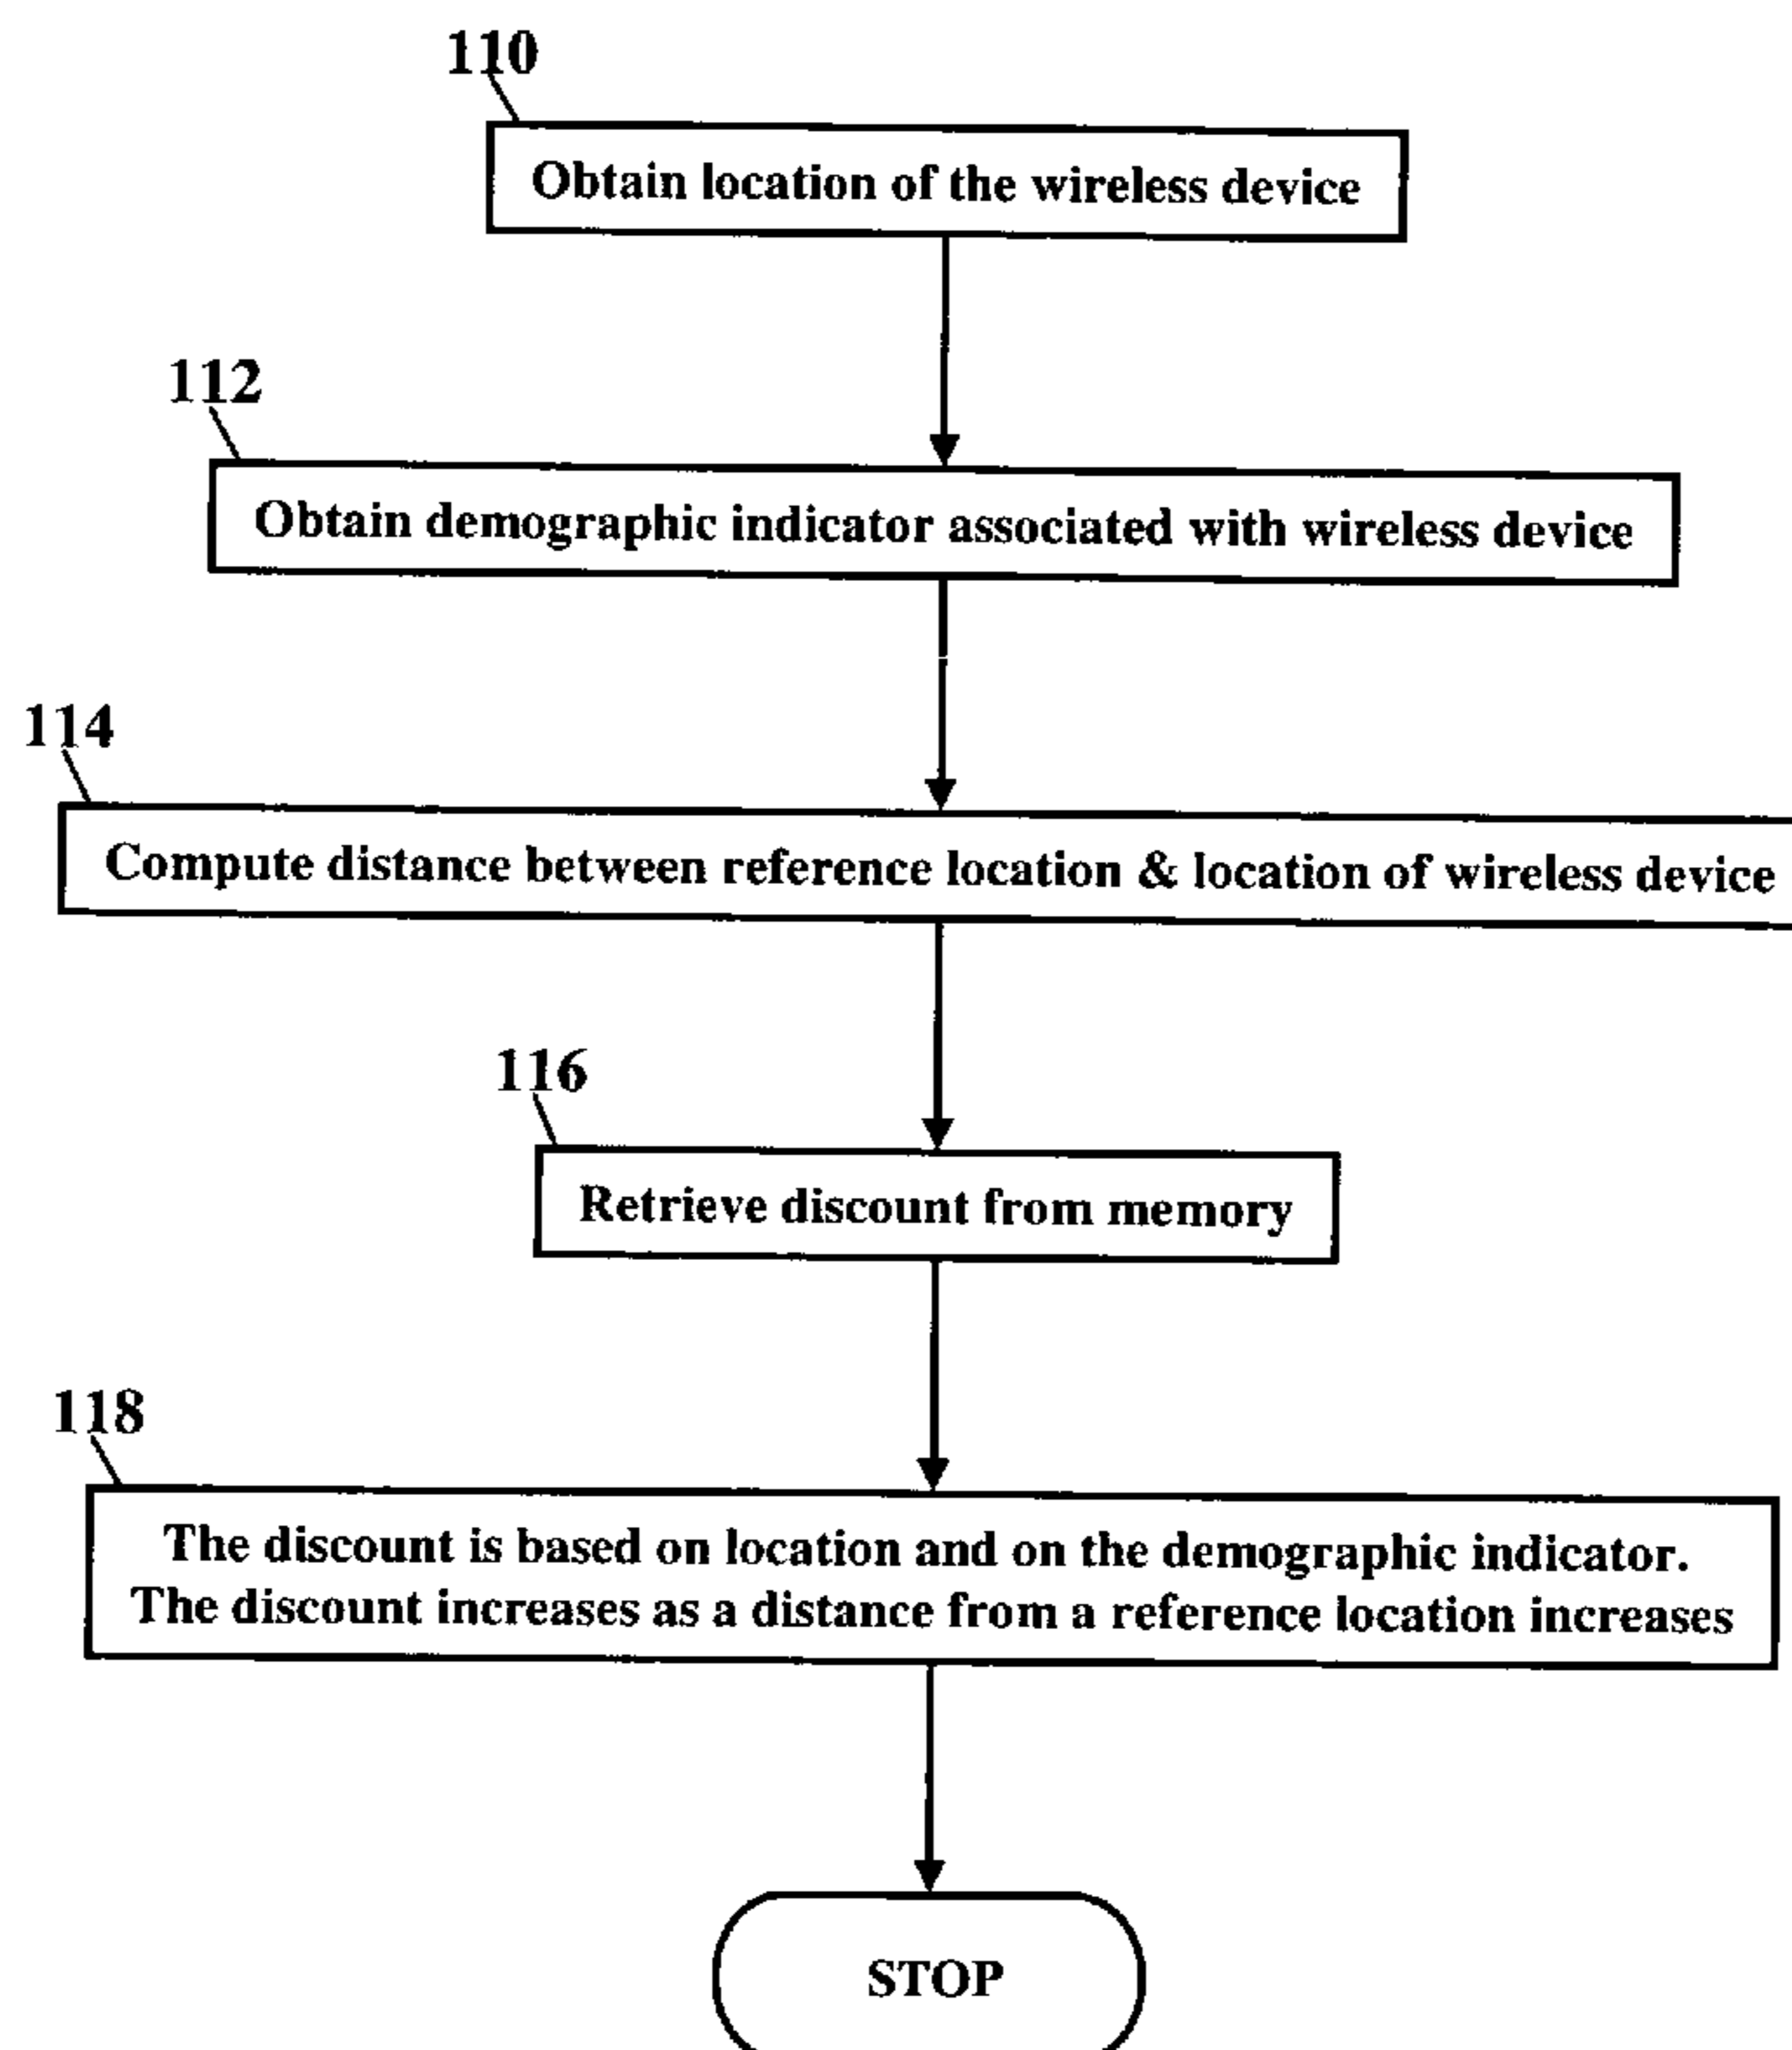 110
Obtain location of the wireless device
112
Obtain demographic indicator associated with wireless device
114
Compute distance between reference location & location of wireless device
116
Retrieve discount from memory
118
The discount is based on location and on the demographic indicator.
The discount increases as a distance from a reference location increases
STOP